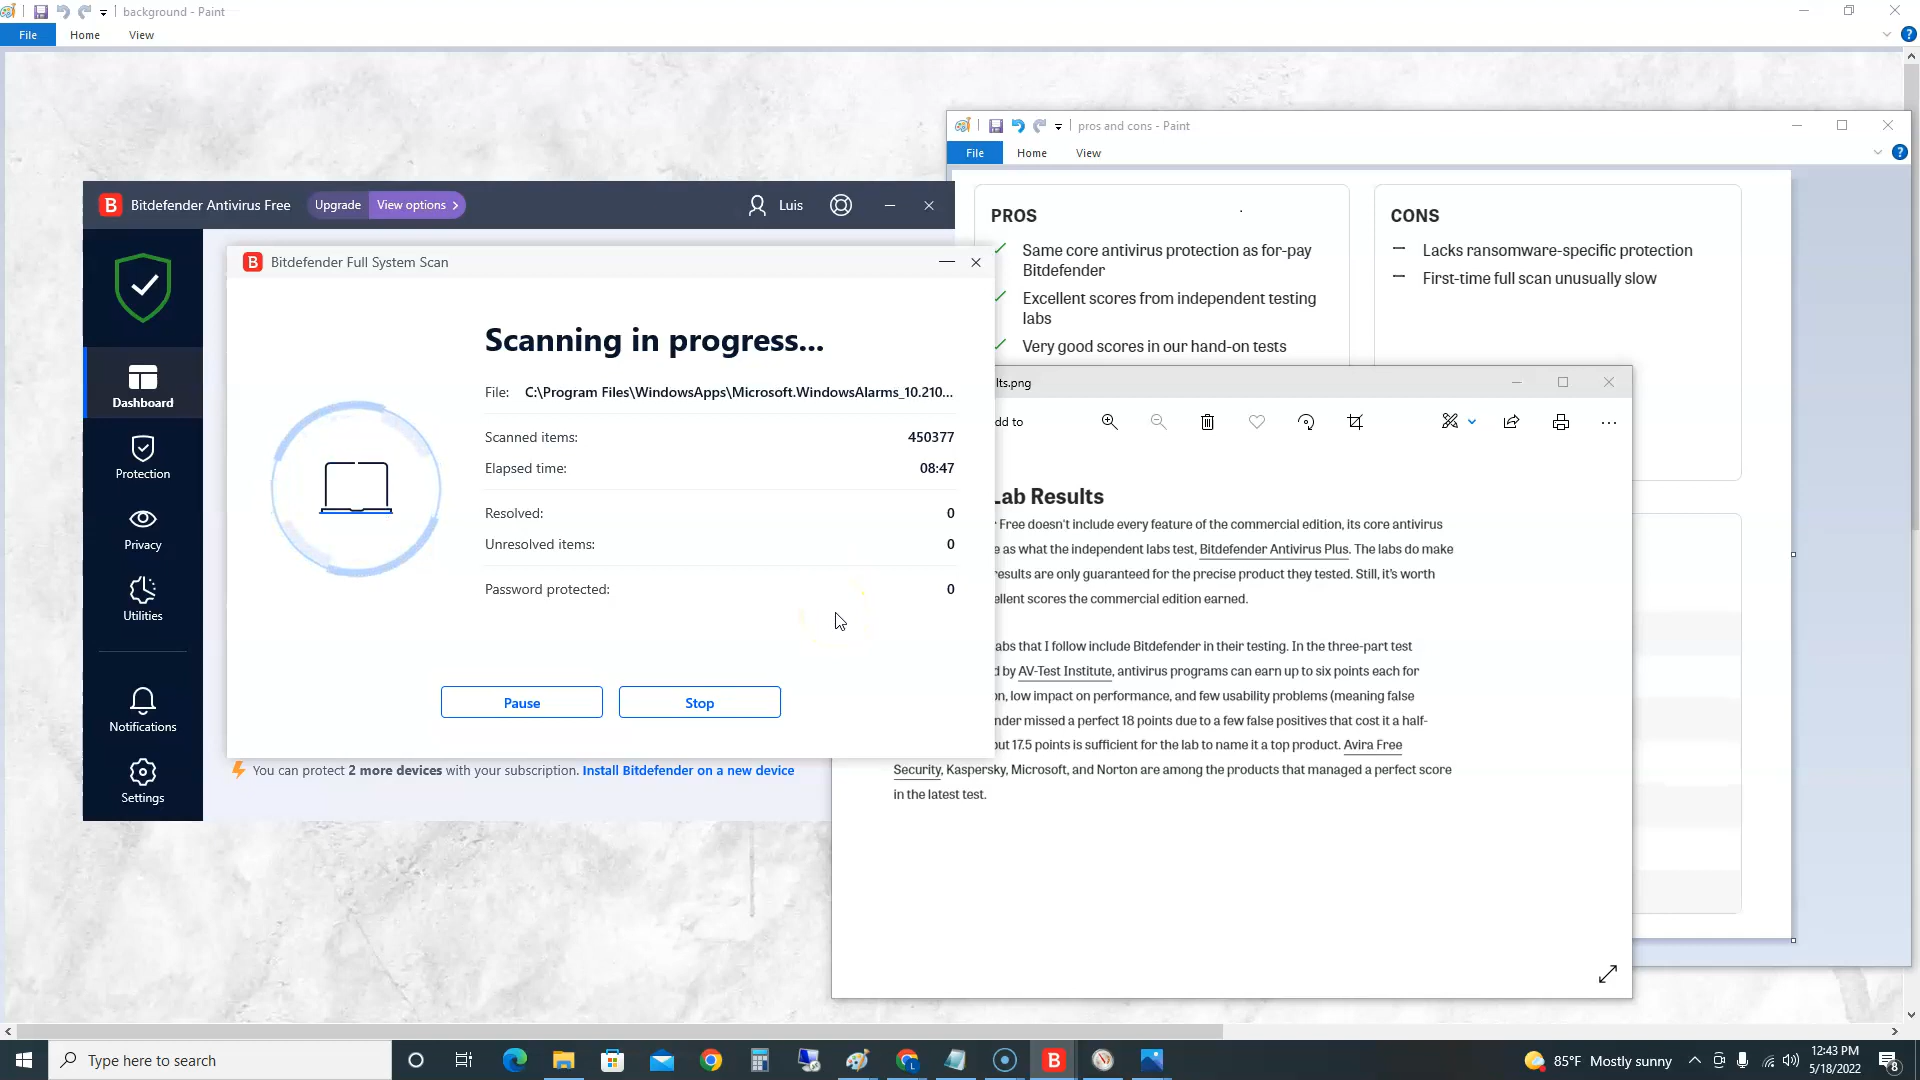 background - Paint
File Home View
pros and cons - Paint
File Home View
PROS
Same core antivirus protection as for-pay
Bitdefender
Excellent scores from independent testing
labs
Very good scores in our hand-on tests
CONS
Lacks ransomware-specific protection
First-time full scan unusually slow
B Bitdefender Antivirus Free Upgrade View options Luis
Dashboard
Protection
Privacy
Utilities
Notifications
Settings
B Bitdefender Full System Scan
Scanning in progress...
File: C:\Program Files\WindowsApps\Microsoft.WindowsAlarms_10.210...
Scanned items: 450377
Elapsed time: 08:47
Resolved: 0
Unresolved items: 0
Password protected: 0
Pause Stop
You can protect 2 more devices with your subscription. Install Bitdefender on a new device
lts.png
dd to
Lab Results
r Free doesn't include every feature of the commercial edition, its core antivirus
e as what the independent labs test, Bitdefender Antivirus Plus. The labs do make
results are only guaranteed for the precise product they tested. Still, it's worth
ellent scores the commercial edition earned.
abs that I follow include Bitdefender in their testing. In the three-part test
d by AV-Test Institute, antivirus programs can earn up to six points each for
n, low impact on performance, and few usability problems (meaning false
nder missed a perfect 18 points due to a few false positives that cost it a half-
ut 17.5 points is sufficient for the lab to name it a top product. Avira Free
Security, Kaspersky, Microsoft, and Norton are among the products that managed a perfect score
in the latest test.
Type here to search
B
85°F Mostly sunny
12:43 PM
5/18/2022
8